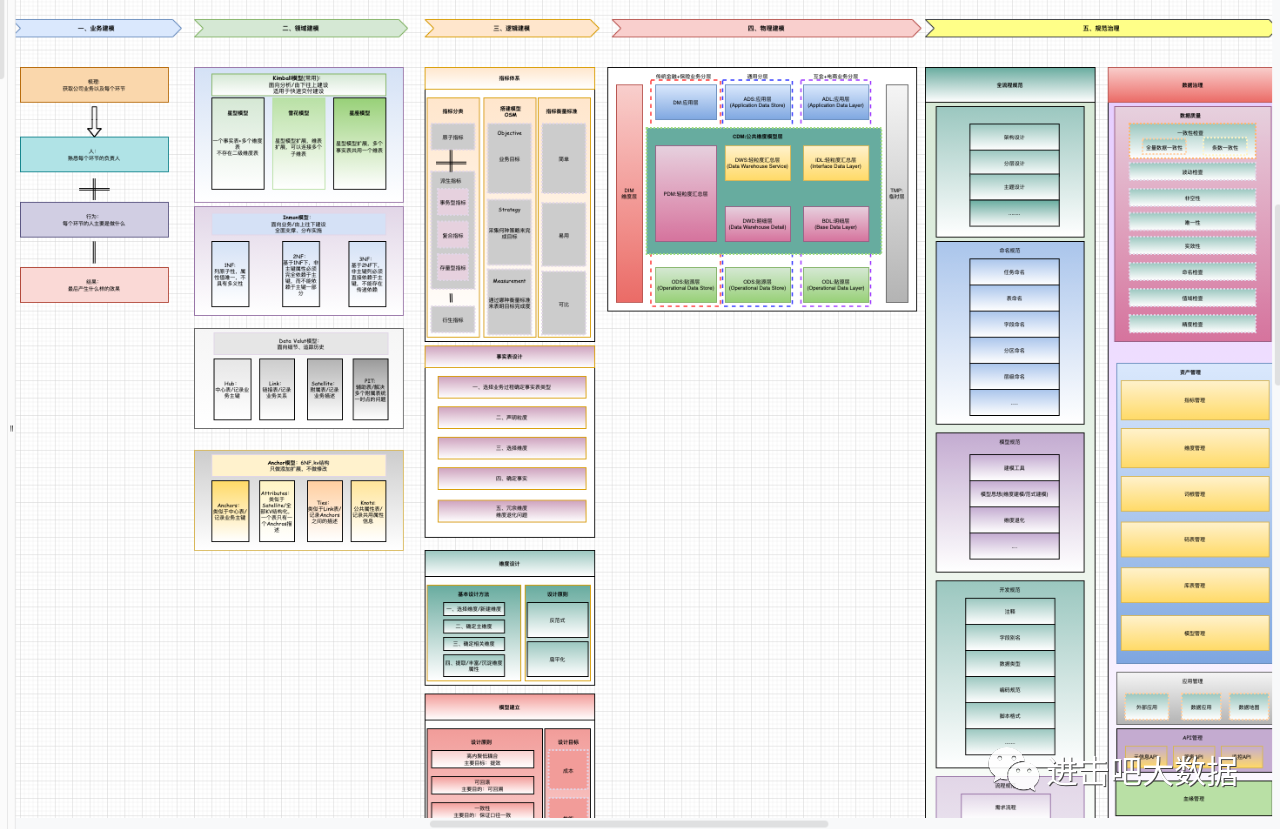 一、业务建模
二、领域建模
三、逻辑建模
四、物理建模
五、规范治理
梳理:
获取公司业务以及每个环节
人:
熟悉每个环节的负责人
行为:
每个环节的人主要是做什么
结果:
最后产生什么样的效果
Kimball模型(常用):
面向分析/自下往上建设
适用于快速交付建设
星型模型
一个事实表+多个维度
表
不存在二级维度表
雪花模型
星型模型扩展，维表
扩展，可以连接多个
子维表
星座模型
星型模型扩展，多个
事实表共用一个维表
Inmon模型:
面向业务/由上往下建设
全面支撑、分布实施
1NF:
列原子性，属
性值唯一，不
具有多义性
2NF:
基于1NF下，非
主键属性必须
完全依赖于主
键，而不能依
赖于主键一部
分
3NF:
基于2NF下，
非主键列必须
直接依赖于主
键，不能存在
传递依赖
Data Valut模型:
面向细节、追踪历史
Hub:
中心表/记录业
务主键
Link:
链接表/记录
业务关系
Satellite:
附属表/记录
业务描述
PIT:
辅助表/解决
多个附属表统
一时点的问题
Anchor模型: 6NF,kv结构
只做添加扩展，不做修改
Anchors:
类似于中心表/
记录业务主键
Attributes:
类似于
Satellite/全
部KV结构化，
一个表只有一
个Anchros描
述
Ties:
类似于Link表/
记录Anchors
之间的描述
Knots:
公共属性表/
记录共用属性
信息
指标体系
指标分类
原子指标
派生指标
事务型指标
复合指标
存量型指标
衍生指标
搭建模型
OSM
Objective
业务目标
Strategy
采集何种策略来完
成目标
Measurement
通过哪种衡量标准
来表明目标完成度
指标衡量标准
简单
易用
可比
事实表设计
一、选择业务过程确定事实表类型
二、声明粒度
三、选择维度
四、确定事实
五、冗余维度
维度退化问题
维度设计
基本设计方法
一、选择维度/新建维度
二、确定主维度
三、确定相关维度
四、提取/丰富/沉淀维度
属性
设计原则
反范式
扁平化
模型建立
设计原则
高内聚低耦合
主要目标: 提效
可回溯
主要目的: 可回溯
一致性
主要目的: 保证口径一致
设计目标
成本
传统金融+保险业务分层
通用分层
互金+电商业务分层
DIM
维度层
DM:应用层
ADS:应用层
(Application Data Store)
ADL:应用层
(Application Data Layer)
CDM:公共维度模型层
PDM:轻粒度汇总层
DWS:轻粒度汇总层
(Data Warehouse Service)
IDL:轻粒度汇总层
(Interface Data Layer)
DWD:明细层
(Data Warehouse Detail)
BDL:明细层
(Base Data Layer)
ODS:贴源层
(Operational Data Store)
ODS:贴源层
(Operational Data Store)
ODL:贴源层
(Operational Data Layer)
TMP:
临时层
全流程规范
架构设计
分层设计
主题设计
......
命名规范
任务命名
表命名
字段命名
分区命名
层级命名
....
模型规范
建模工具
模型思想(维度建模/范式建模)
维度退化
....
开发规范
注释
字段别名
数据类型
编码规范
脚本格式
......
需求流程
数据治理
数据质量
一致性检查
全量数据一致性
条数一致性
波动检查
非空性
唯一性
实效性
命名检查
值域检查
精度检查
资产管理
指标管理
维度管理
词根管理
码表管理
库表管理
模型管理
应用管理
外部应用
数据应用
数据地图
API管理
血缘管理
进击吧大数据